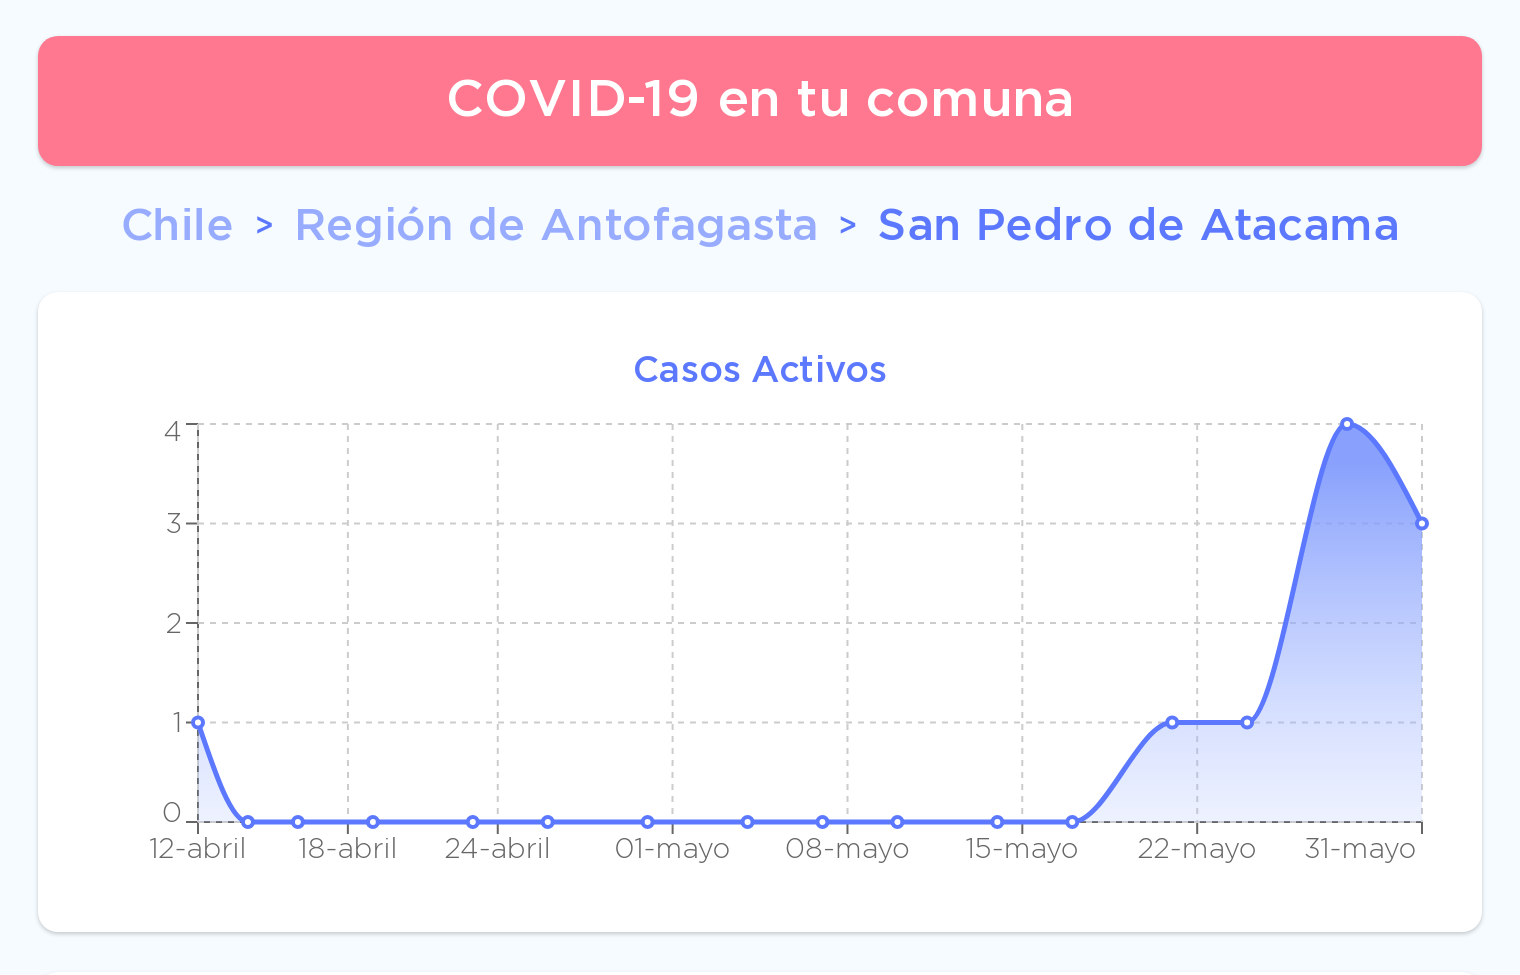 COVID-19 en tu comuna
Chile > Región de Antofagasta > San Pedro de Atacama
Casos Activos
4
3
2
1
0
12-abril 18-abril 24-abril 01-mayo 08-mayo 15-mayo 22-mayo 31-mayo